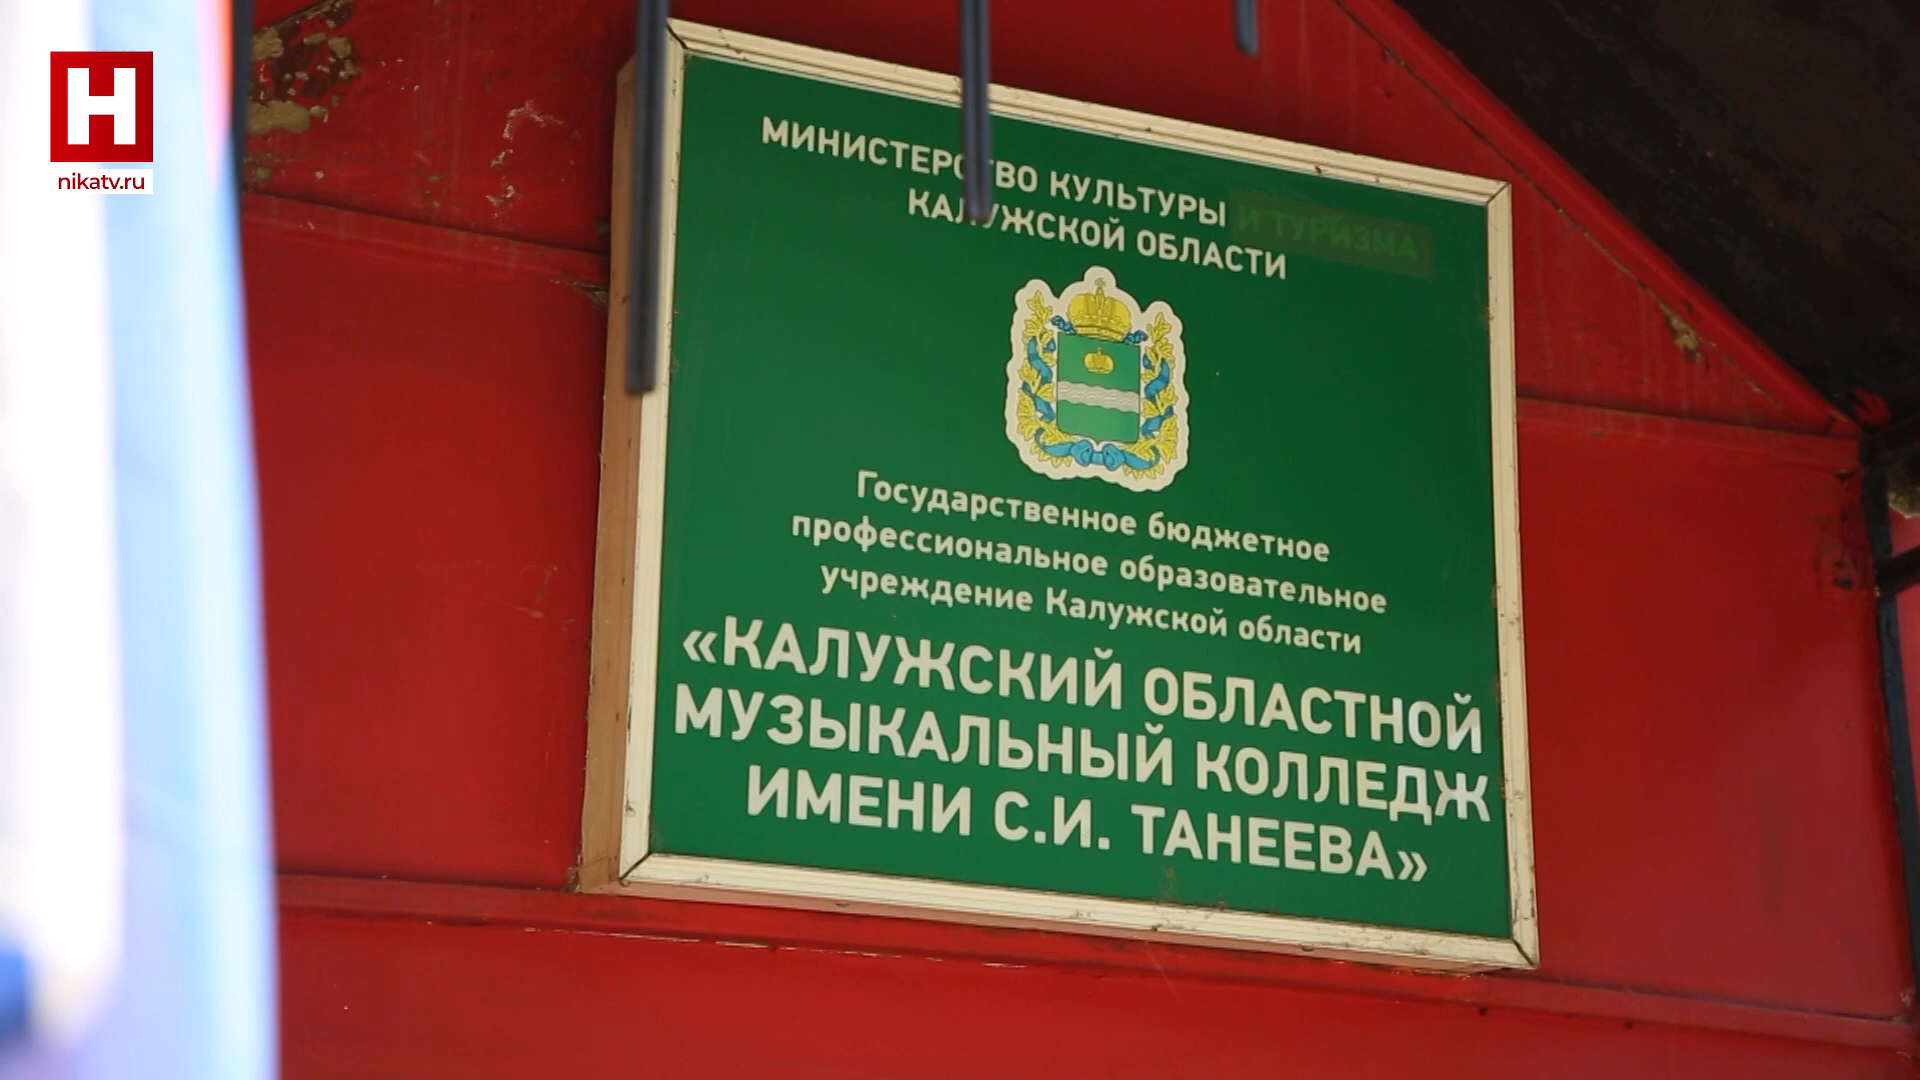 Н
nikatv.ru
МИНИСТЕРСТВО КУЛЬТУРЫ И ТУРИЗМА
КАЛУЖСКОЙ ОБЛАСТИ
Государственное бюджетное
профессиональное образовательное
учреждение Калужской области
«КАЛУЖСКИЙ ОБЛАСТНОЙ
МУЗЫКАЛЬНЫЙ КОЛЛЕДЖ
ИМЕНИ С.И. ТАНЕЕВА»